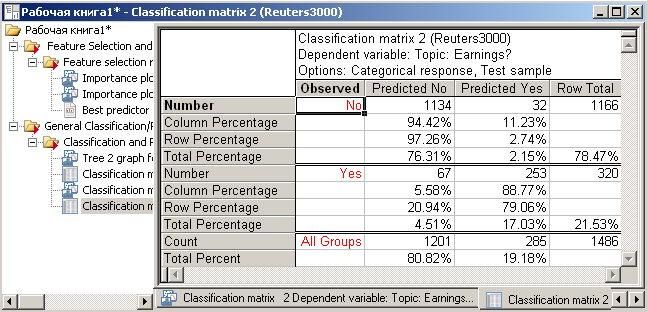 Рабочая книга1* - Classification matrix 2 (Reuters3000)
Рабочая книга1*
Feature Selection and
Feature selection r
Importance plo
Importance plo
Best predictor
General Classification/F
Classification and F
Tree 2 graph fo
Classification m
Classification m
Classification m
Classification matrix 2 (Reuters3000)
Dependent variable: Topic: Earnings?
Options: Categorical response, Test sample
Observed Predicted No Predicted Yes Row Total
Number No 1134 32 1166
Column Percentage 94.42% 11.23%
Row Percentage 97.26% 2.74%
Total Percentage 76.31% 2.15% 78.47%
Number Yes 67 253 320
Column Percentage 5.58% 88.77%
Row Percentage 20.94% 79.06%
Total Percentage 4.51% 17.03% 21.53%
Count All Groups 1201 285 1486
Total Percent 80.82% 19.18%
Classification matrix 2 Dependent variable: Topic: Earnings...
Classification matrix 2